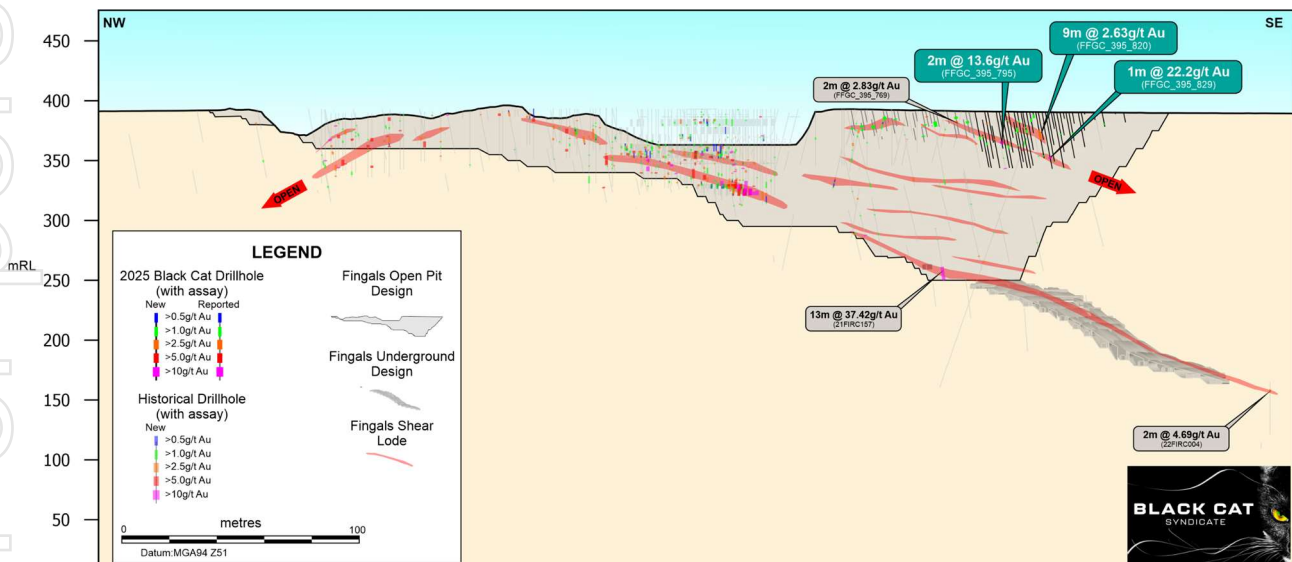 NW
SE
450
400
350
300
mRL
250
200
150
100
50
9m @ 2.63g/t Au
(FFGC_395_820)
2m @ 13.6g/t Au
(FFGC_395_795)
1m @ 22.2g/t Au
(FFGC_395_829)
2m @ 2.83g/t Au
(FFGC_395_769)
OPEN
OPEN
13m @ 37.42g/t Au
(21FIRC157)
2m @ 4.69g/t Au
(22FIRC004)
LEGEND
2025 Black Cat Drillhole
(with assay)
New Reported
>0.5g/t Au
>1.0g/t Au
>2.5g/t Au
>5.0g/t Au
>10g/t Au
Historical Drillhole
(with assay)
New
>0.5g/t Au
>1.0g/t Au
>2.5g/t Au
>5.0g/t Au
>10g/t Au
Fingals Open Pit
Design
Fingals Underground
Design
Fingals Shear
Lode
0 metres 100
Datum:MGA94 Z51
BLACK CAT
SYNDICATE